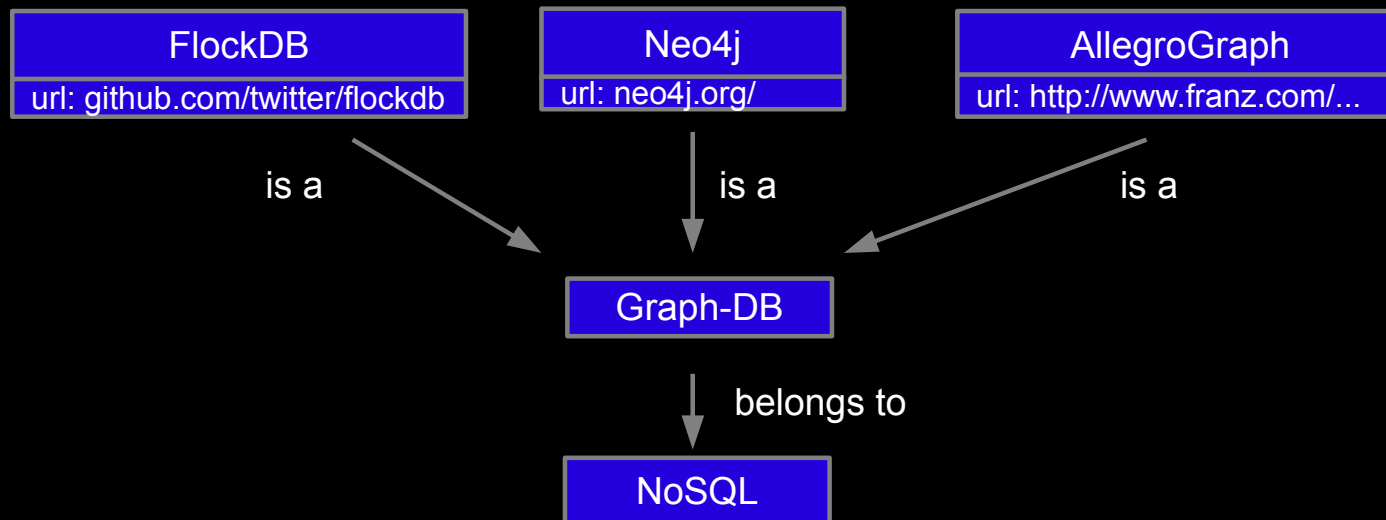 FlockDB
url: github.com/twitter/flockdb
Neo4j
url: neo4j.org/
AllegroGraph
url: http://www.franz.com/...
is a
is a
is a
Graph-DB
belongs to
NoSQL